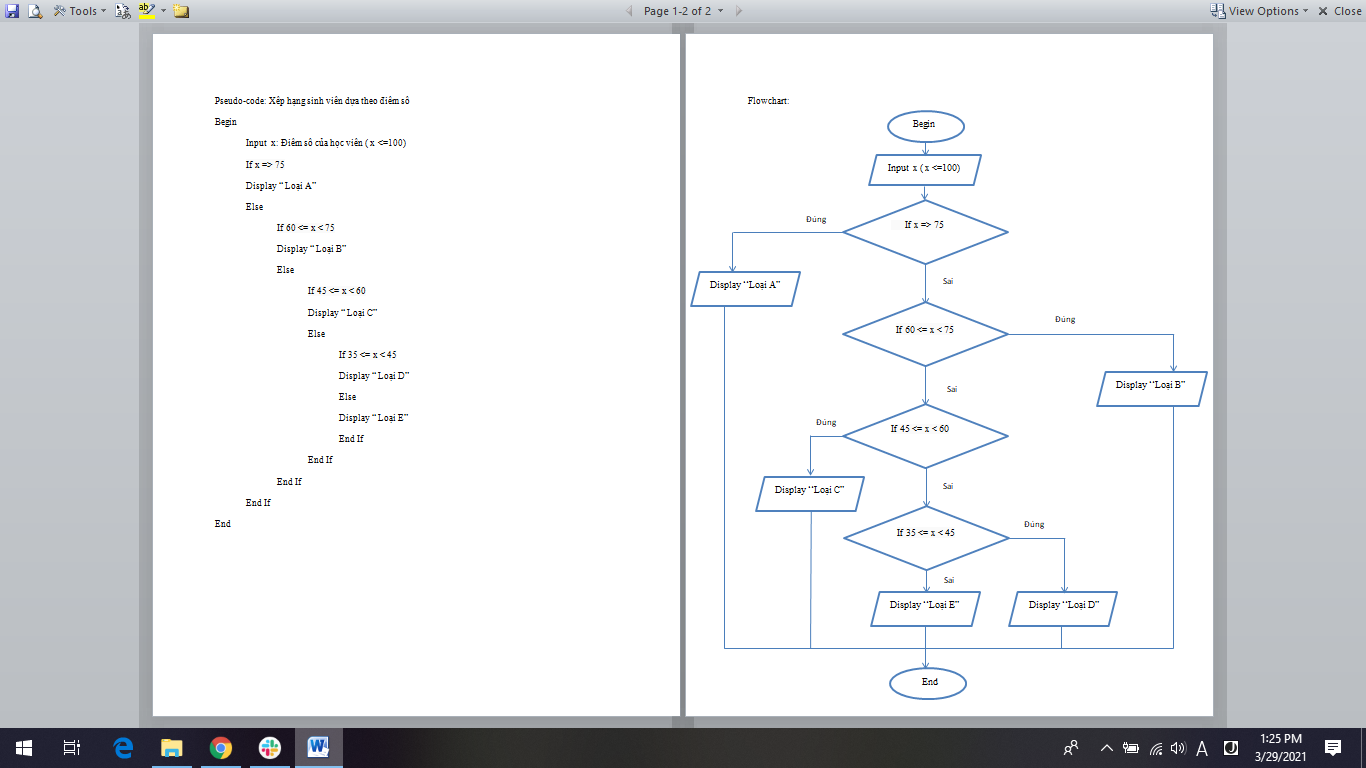 Tools
Page 1-2 of 2
View Options
Close
Pseudo-code: Xếp hạng sinh viên dựa theo điểm số
Begin
Input x: Điểm số của học viên ( x <=100)
If x => 75
Display “ Loại A”
Else
If 60 <= x < 75
Display “ Loại B”
Else
If 45 <= x < 60
Display “ Loại C”
Else
If 35 <= x < 45
Display “ Loại D”
Else
Display “ Loại E”
End If
End If
End If
End If
End
Flowchart:
Begin
Input x ( x <=100)
If x => 75
Đúng
Sai
Display “Loại A”
If 60 <= x < 75
Đúng
Sai
Display “Loại B”
If 45 <= x < 60
Đúng
Sai
Display “Loại C”
If 35 <= x < 45
Đúng
Sai
Display “Loại E”
Display “Loại D”
End
A
1:25 PM
3/29/2021